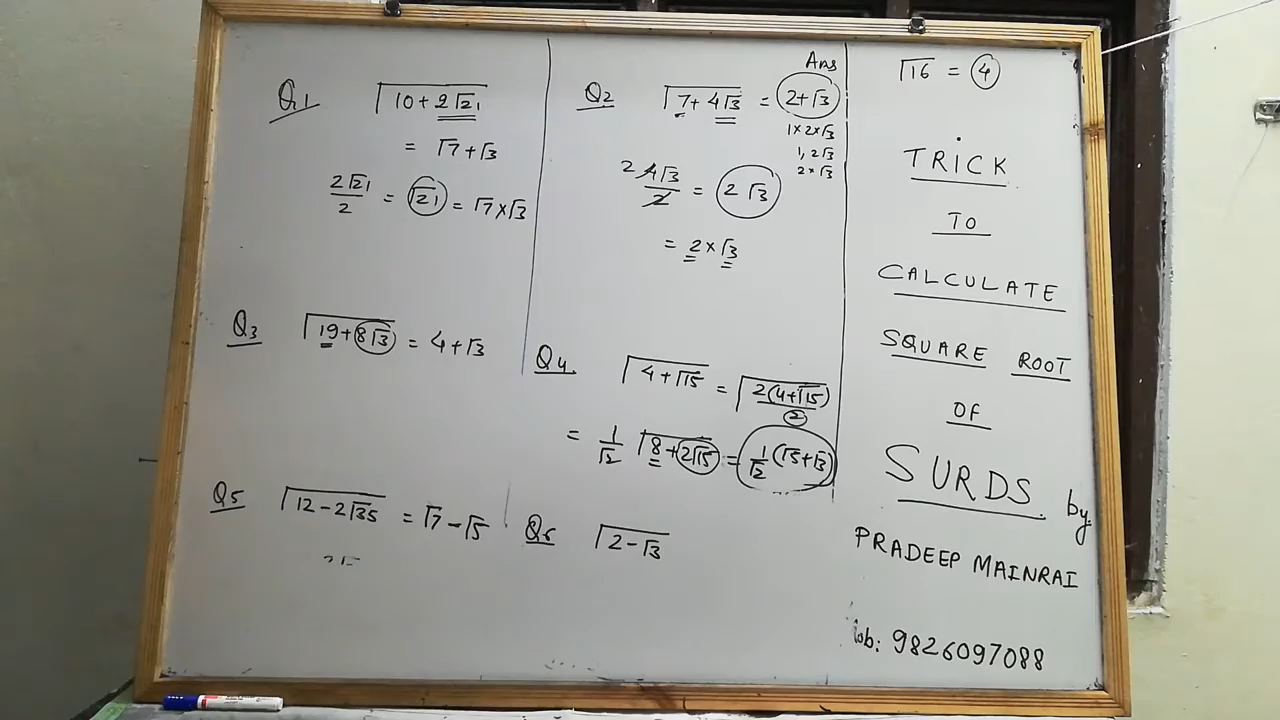 Q1 √(10 + 2√21)
= √7 + √3
2√21/2 = √21 = √7 × √3
Q2 √(7 + 4√3) = 2 + √3
Ans
1 × 2 × √3
1, 2√3
2 × √3
2 4√3/2 = 2√3
= 2 × √3
Q3 √(19 + 8√3) = 4 + √3
Q4. √(4 + √15) = √(2(4 + √15)/2)
= 1/√2 √(8 + 2√15) = 1/√2 (√5 + √3)
Q5 √(12 - 2√35) = √7 - √5
Q6 √(2 - √3)
√16 = 4
TRICK
TO
CALCULATE
SQUARE ROOT
OF
SURDS. by
PRADEEP MAINRAI
: 9826097088